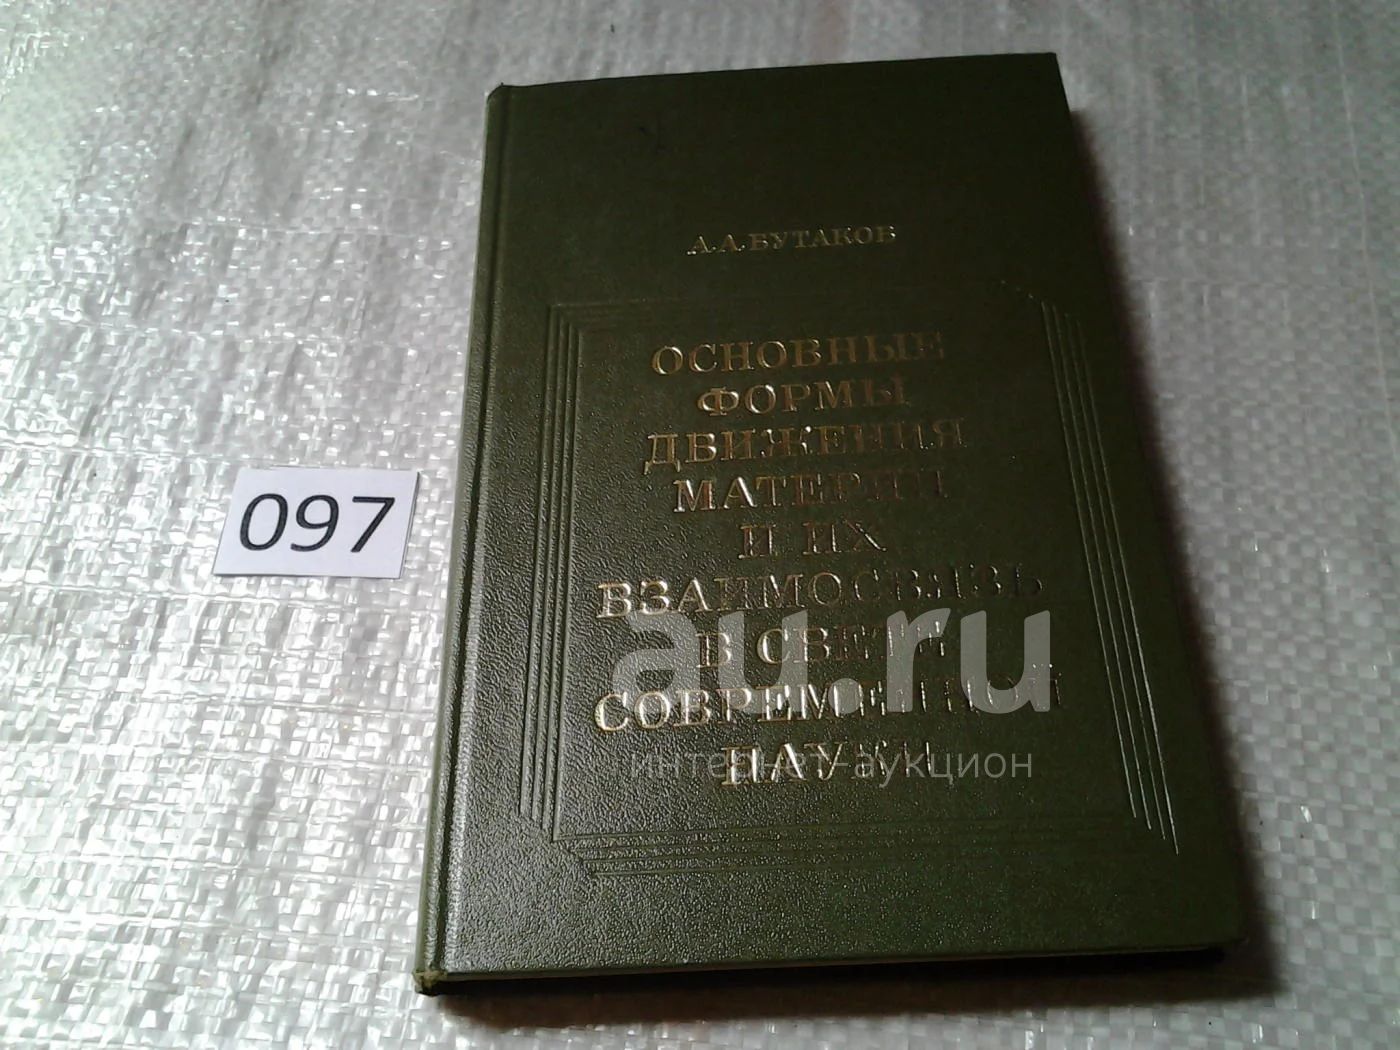 А.А.БУТАКОВ
ОСНОВНЫЕ
ФОРМЫ
ДВИЖЕНИЯ
МАТЕРИИ
И ИХ
ВЗАИМОСВЯЗЬ
В СВЕТЕ
СОВРЕМЕННОЙ
НАУКИ
097
au.ru
интернет-аукцион